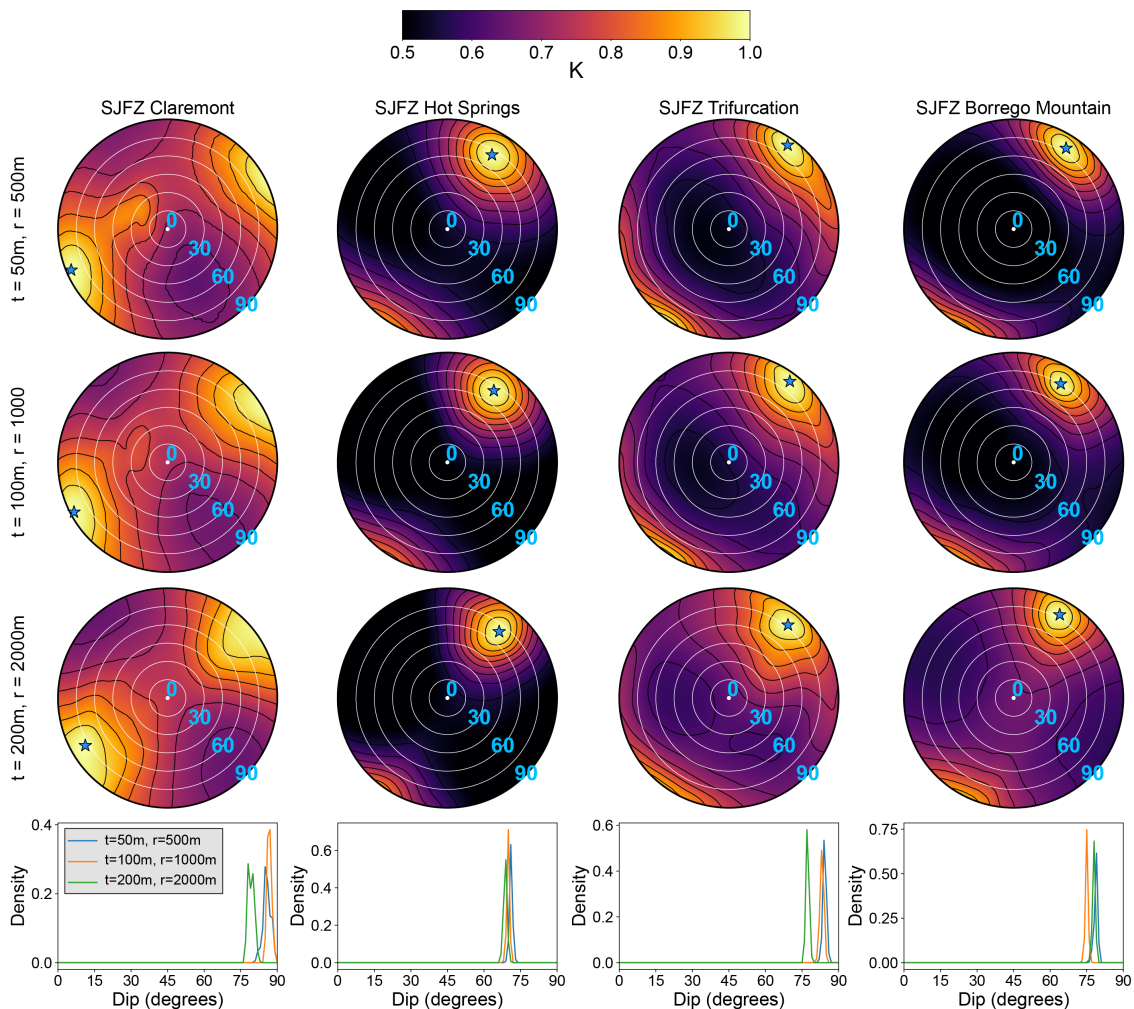 0.5 0.6 0.7 0.8 0.9 1.0
K
SJFZ Claremont SJFZ Hot Springs SJFZ Trifurcation SJFZ Borrego Mountain
t = 50m, r = 500m
0 0 0 0
30 30 30 30
60 60 60 60
90 90 90 90
t = 100m, r = 1000
0 0 0 0
30 30 30 30
60 60 60 60
90 90 90 90
t = 200m, r = 2000m
0 0 0 0
30 30 30 30
60 60 60 60
90 90 90 90
Density
0.4
0.2
0.0
t=50m, r=500m
t=100m, r=1000m
t=200m, r=2000m
0 15 30 45 60 75 90
Dip (degrees)
Density
0.6
0.4
0.2
0.0
0 15 30 45 60 75 90
Dip (degrees)
Density
0.6
0.4
0.2
0.0
0 15 30 45 60 75 90
Dip (degrees)
Density
0.75
0.50
0.25
0.00
0 15 30 45 60 75 90
Dip (degrees)